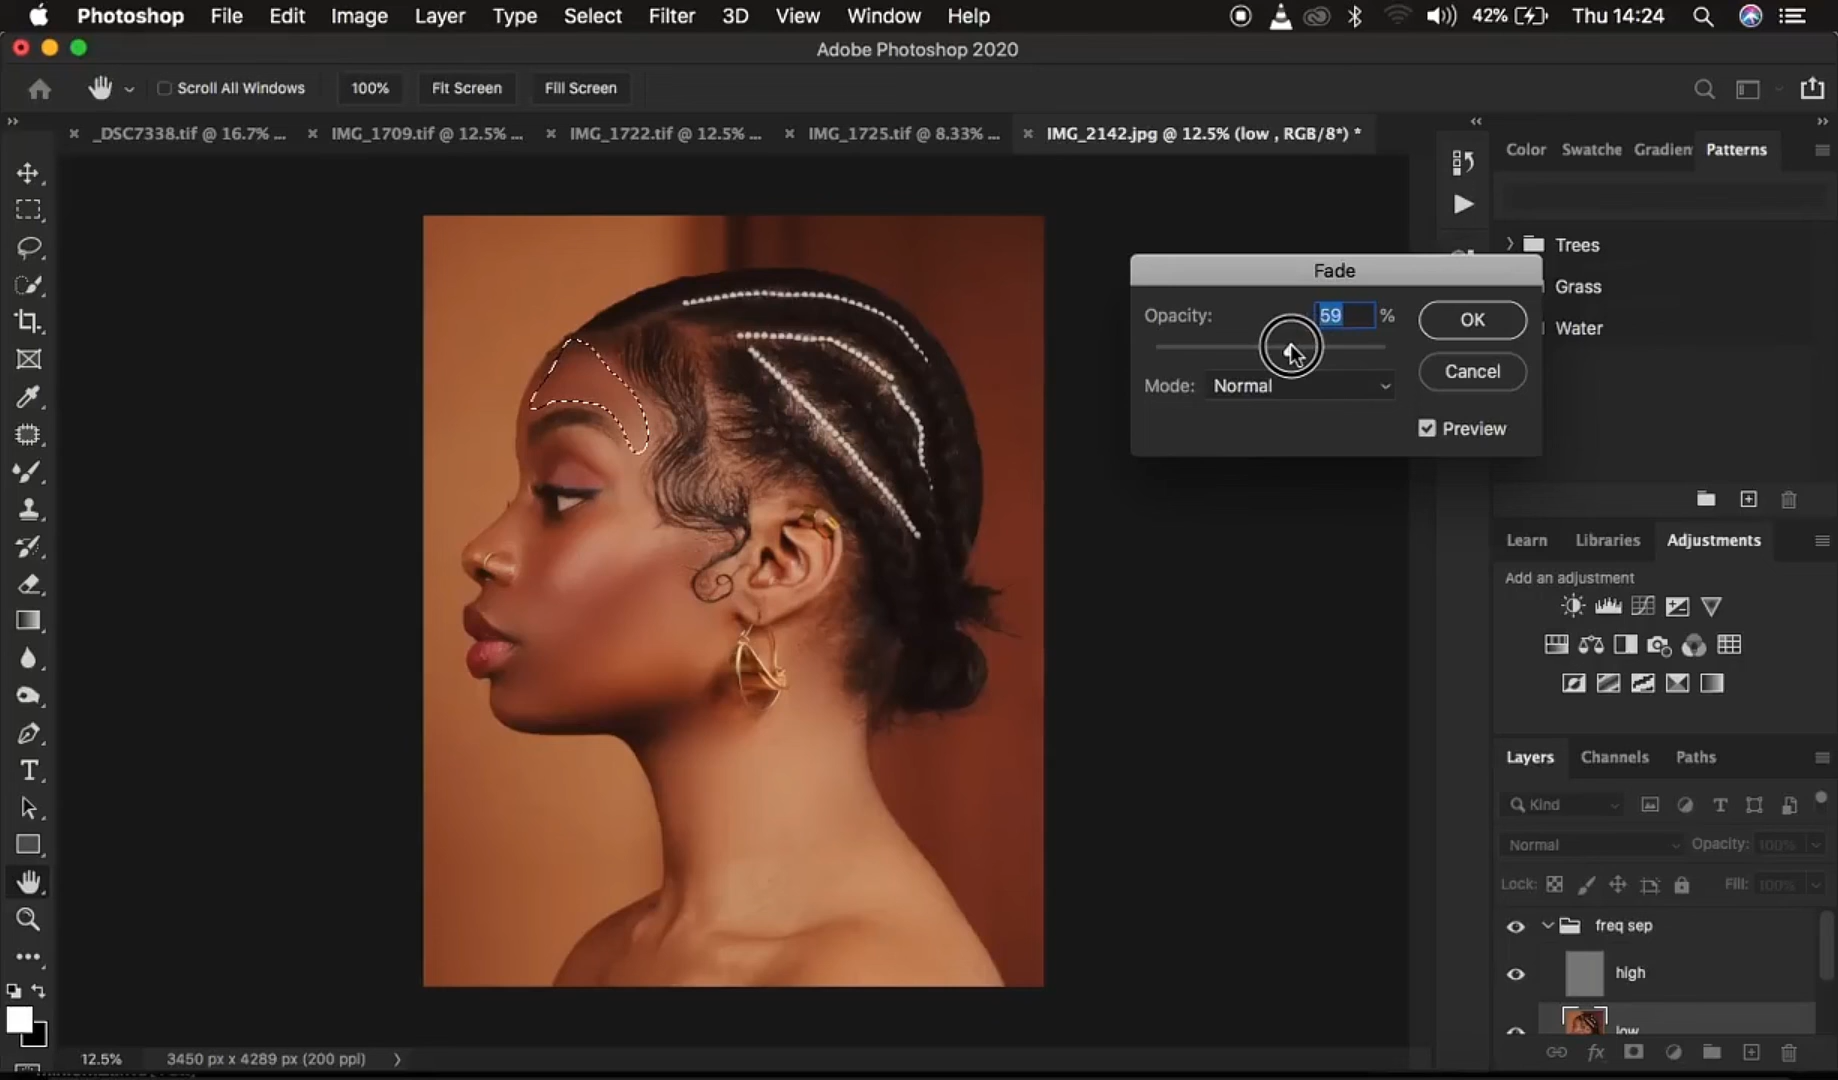 Photoshop File Edit Image Layer Type Select Filter 3D View Window Help 42% Thu 14:24
Adobe Photoshop 2020
Scroll All Windows 100% Fit Screen Fill Screen
_DSC7338.tif @ 16.7% ... IMG_1709.tif @ 12.5% ... IMG_1722.tif @ 12.5% ... IMG_1725.tif @ 8.33% ... IMG_2142.jpg @ 12.5% (low , RGB/8*) *
Color Swatche Gradien Patterns
Trees
Grass
Water
Fade
Opacity: 59 % OK
Mode: Normal Cancel
Preview
Learn Libraries Adjustments
Add an adjustment
Layers Channels Paths
Kind
Normal Opacity: 100%
Lock: Fill: 100%
freq sep
high
low
12.5% 3450 px x 4289 px (200 ppi)